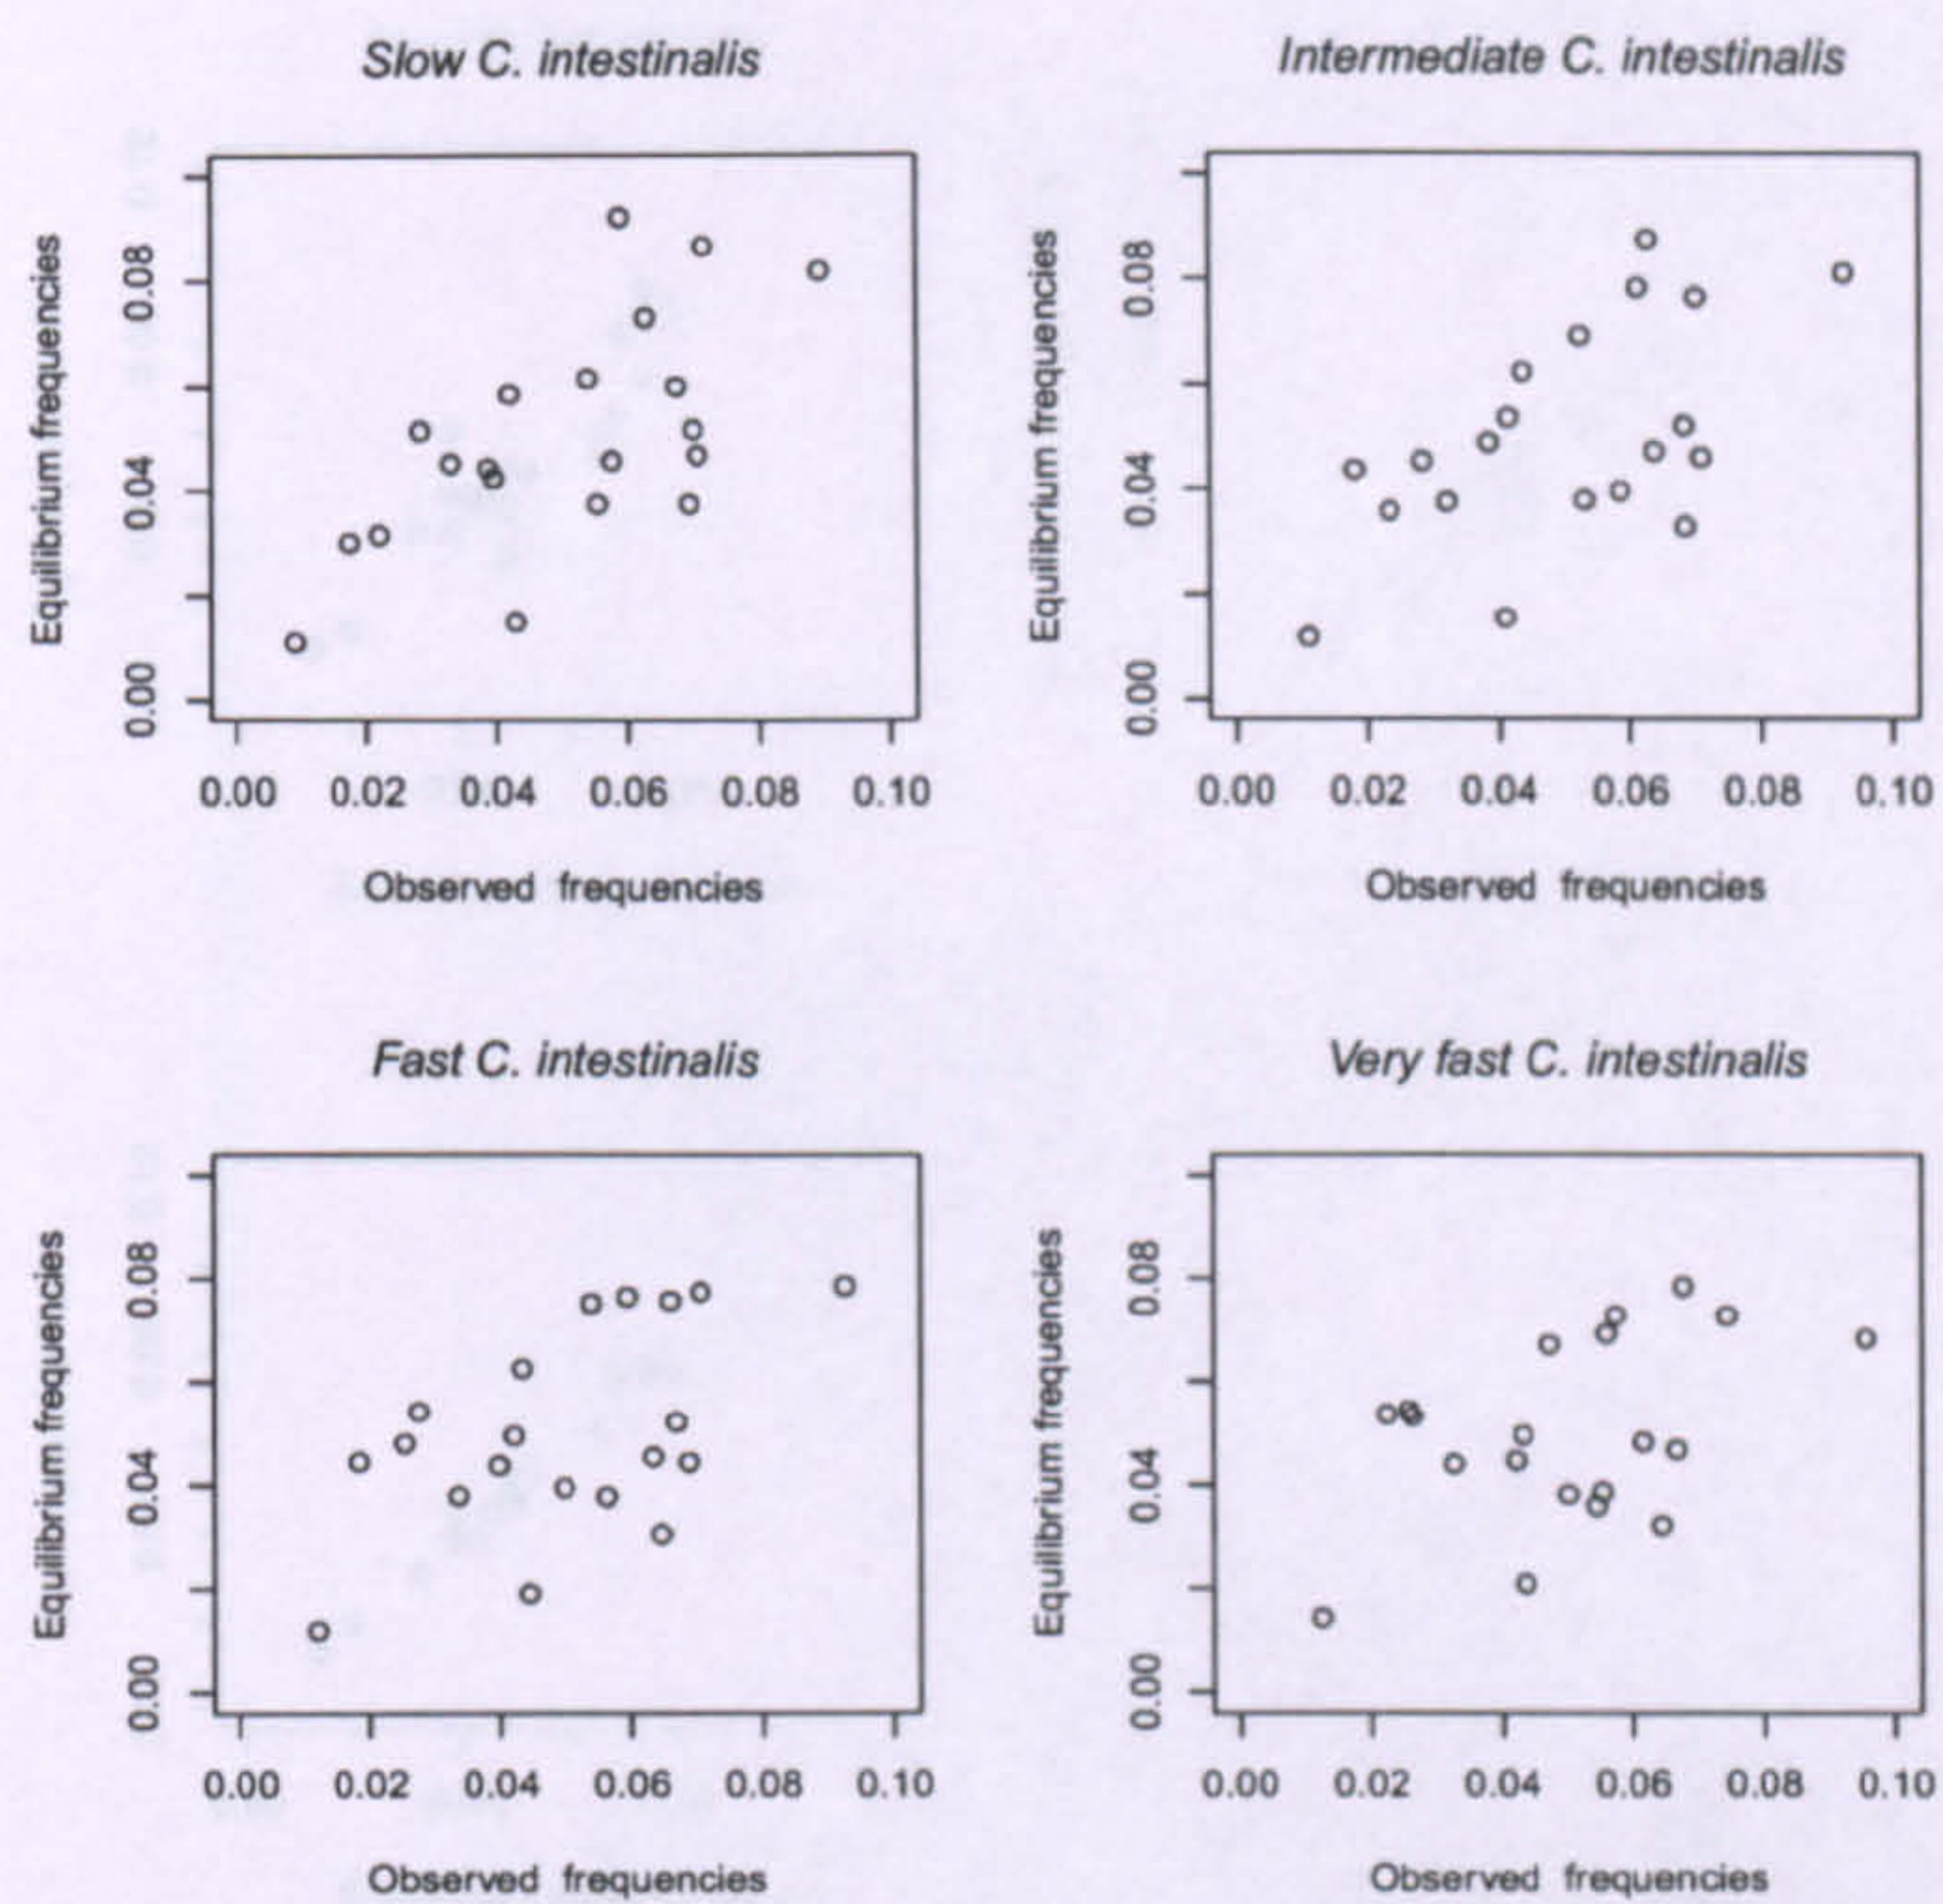 Slow C. intestinalis
Equilibrium frequencies
0.08
0.04
0.00
0.00 0.02 0.04 0.06 0.08 0.10
Observed frequencies
Intermediate C. intestinalis
Equilibrium frequencies
0.08
0.04
0.00
0.00 0.02 0.04 0.06 0.08 0.10
Observed frequencies
Fast C. intestinalis
Equilibrium frequencies
0.08
0.04
0.00
0.00 0.02 0.04 0.06 0.08 0.10
Observed frequencies
Very fast C. intestinalis
Equilibrium frequencies
0.08
0.04
0.00
0.00 0.02 0.04 0.06 0.08 0.10
Observed frequencies